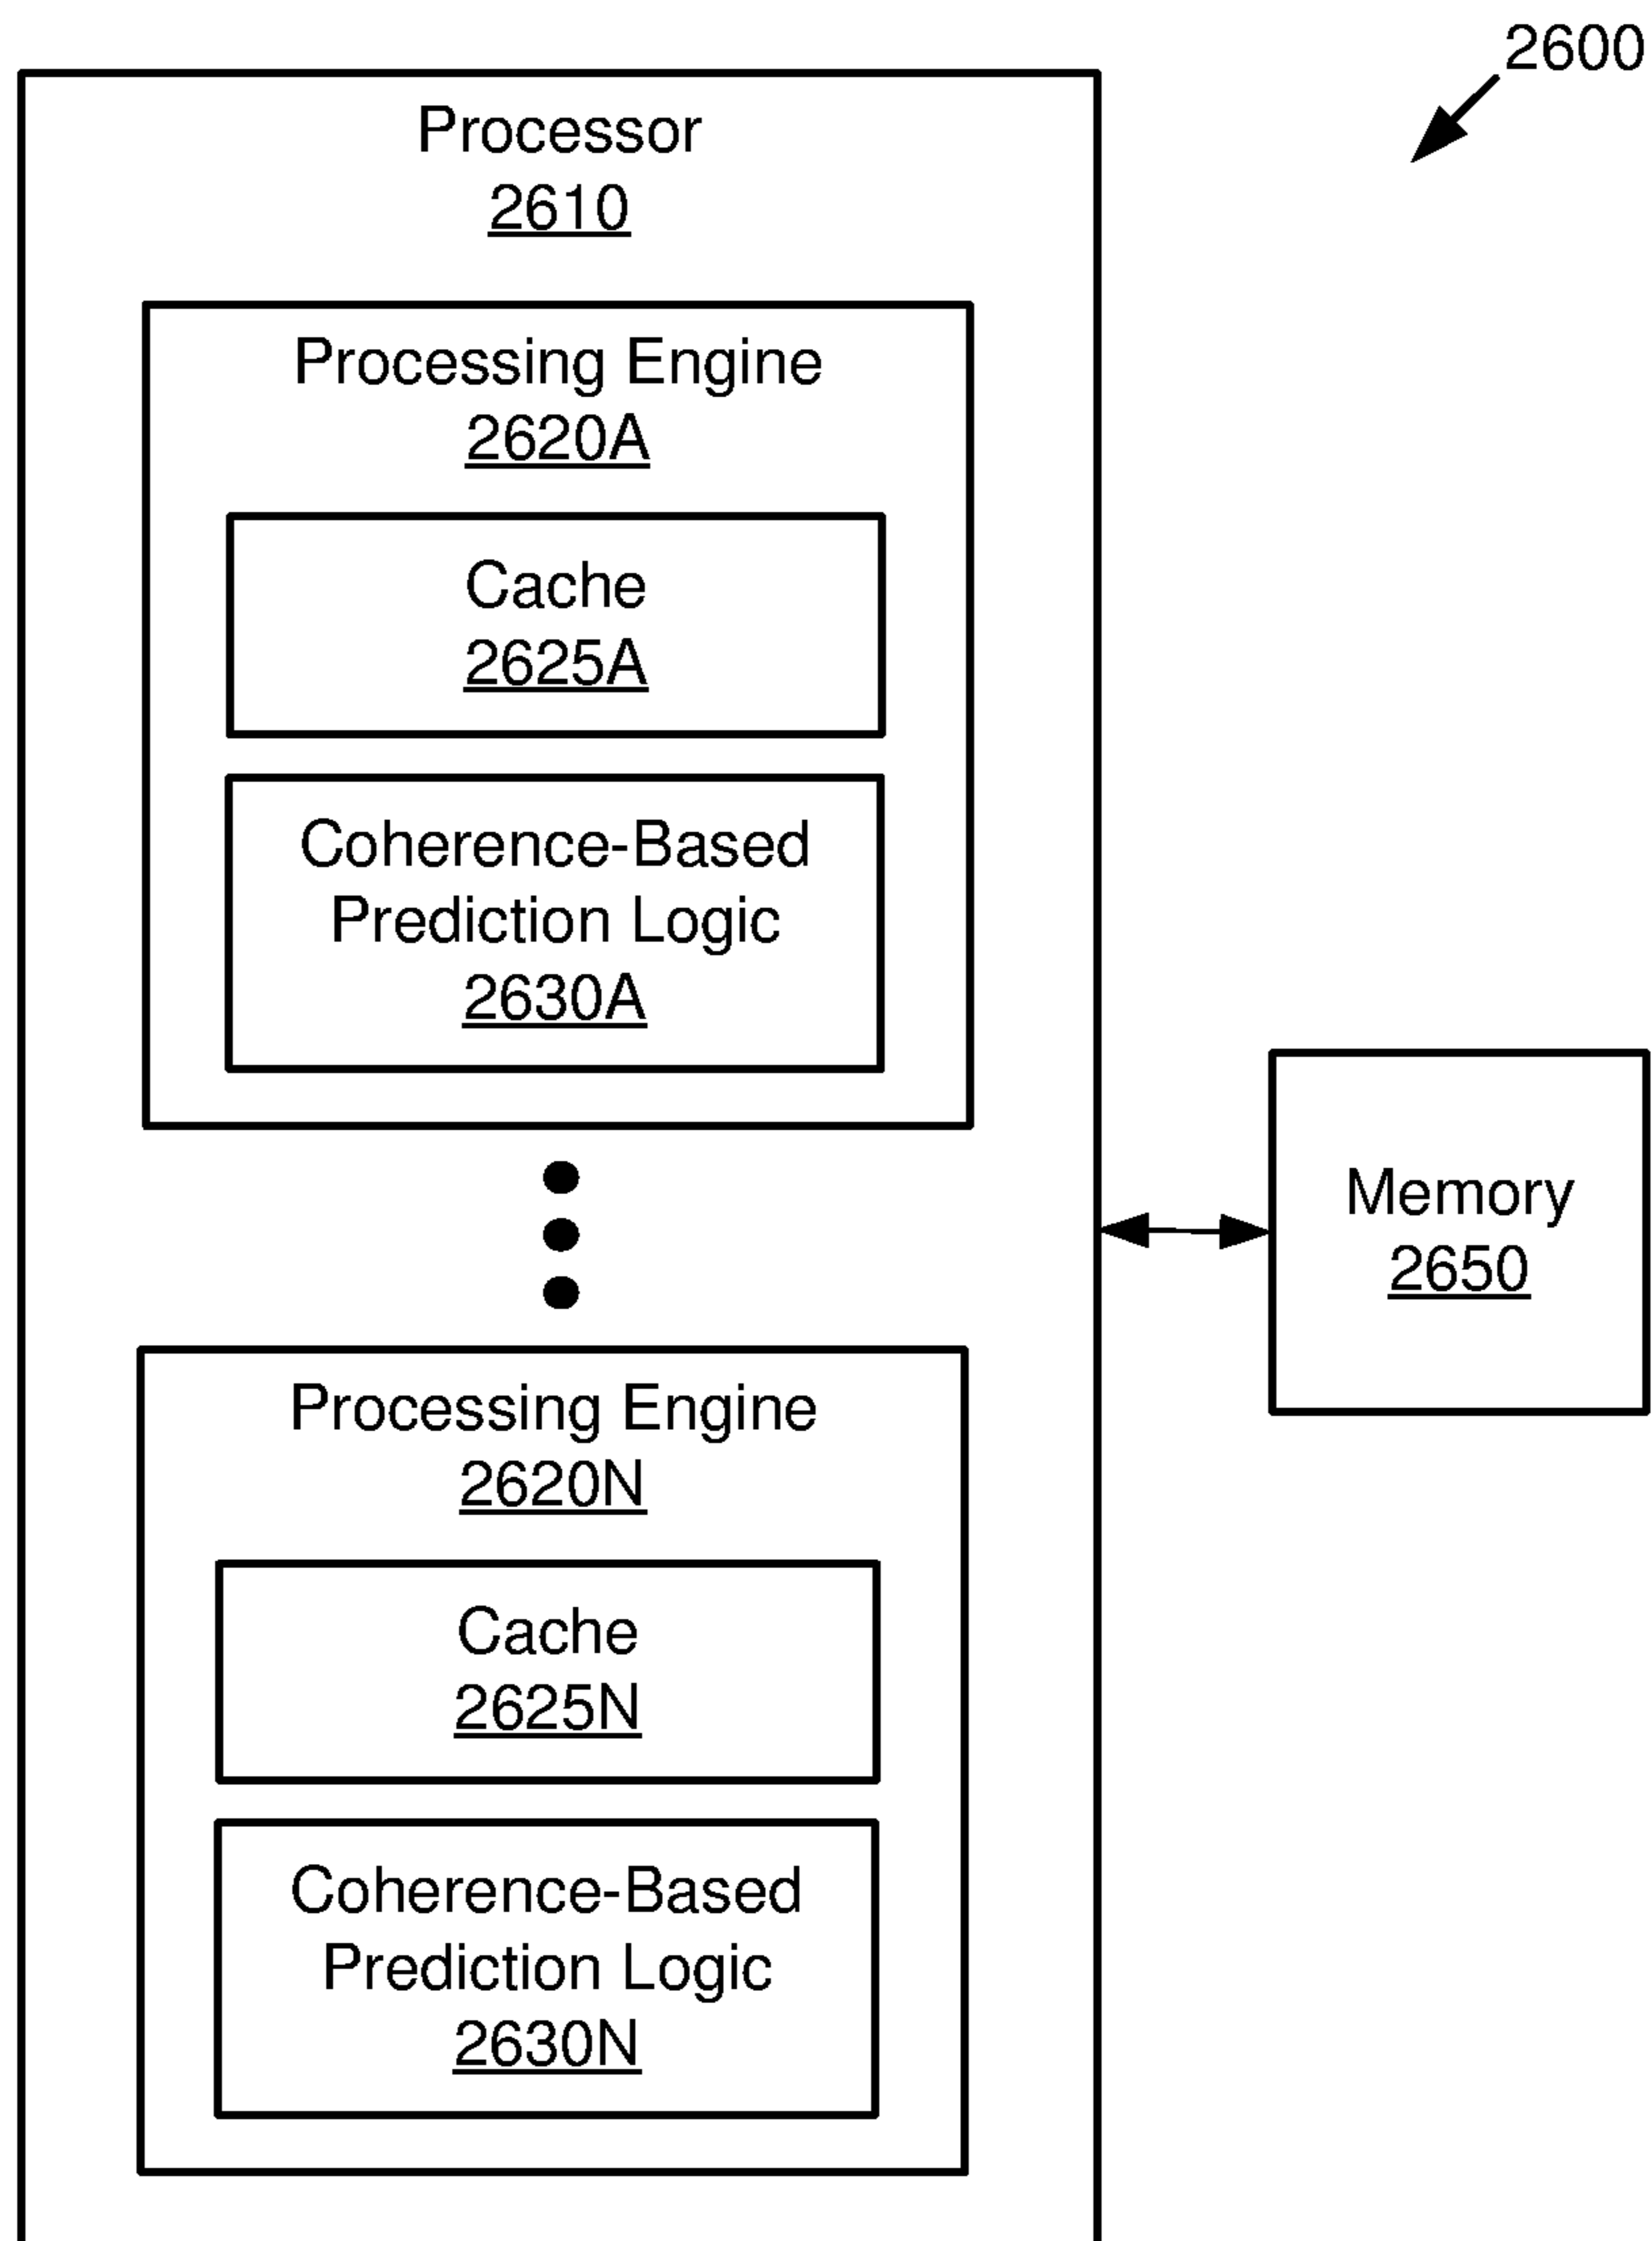 2600
Processor
2610
Processing Engine
2620A
Cache
2625A
Coherence-Based
Prediction Logic
2630A
Memory
2650
Processing Engine
2620N
Cache
2625N
Coherence-Based
Prediction Logic
2630N